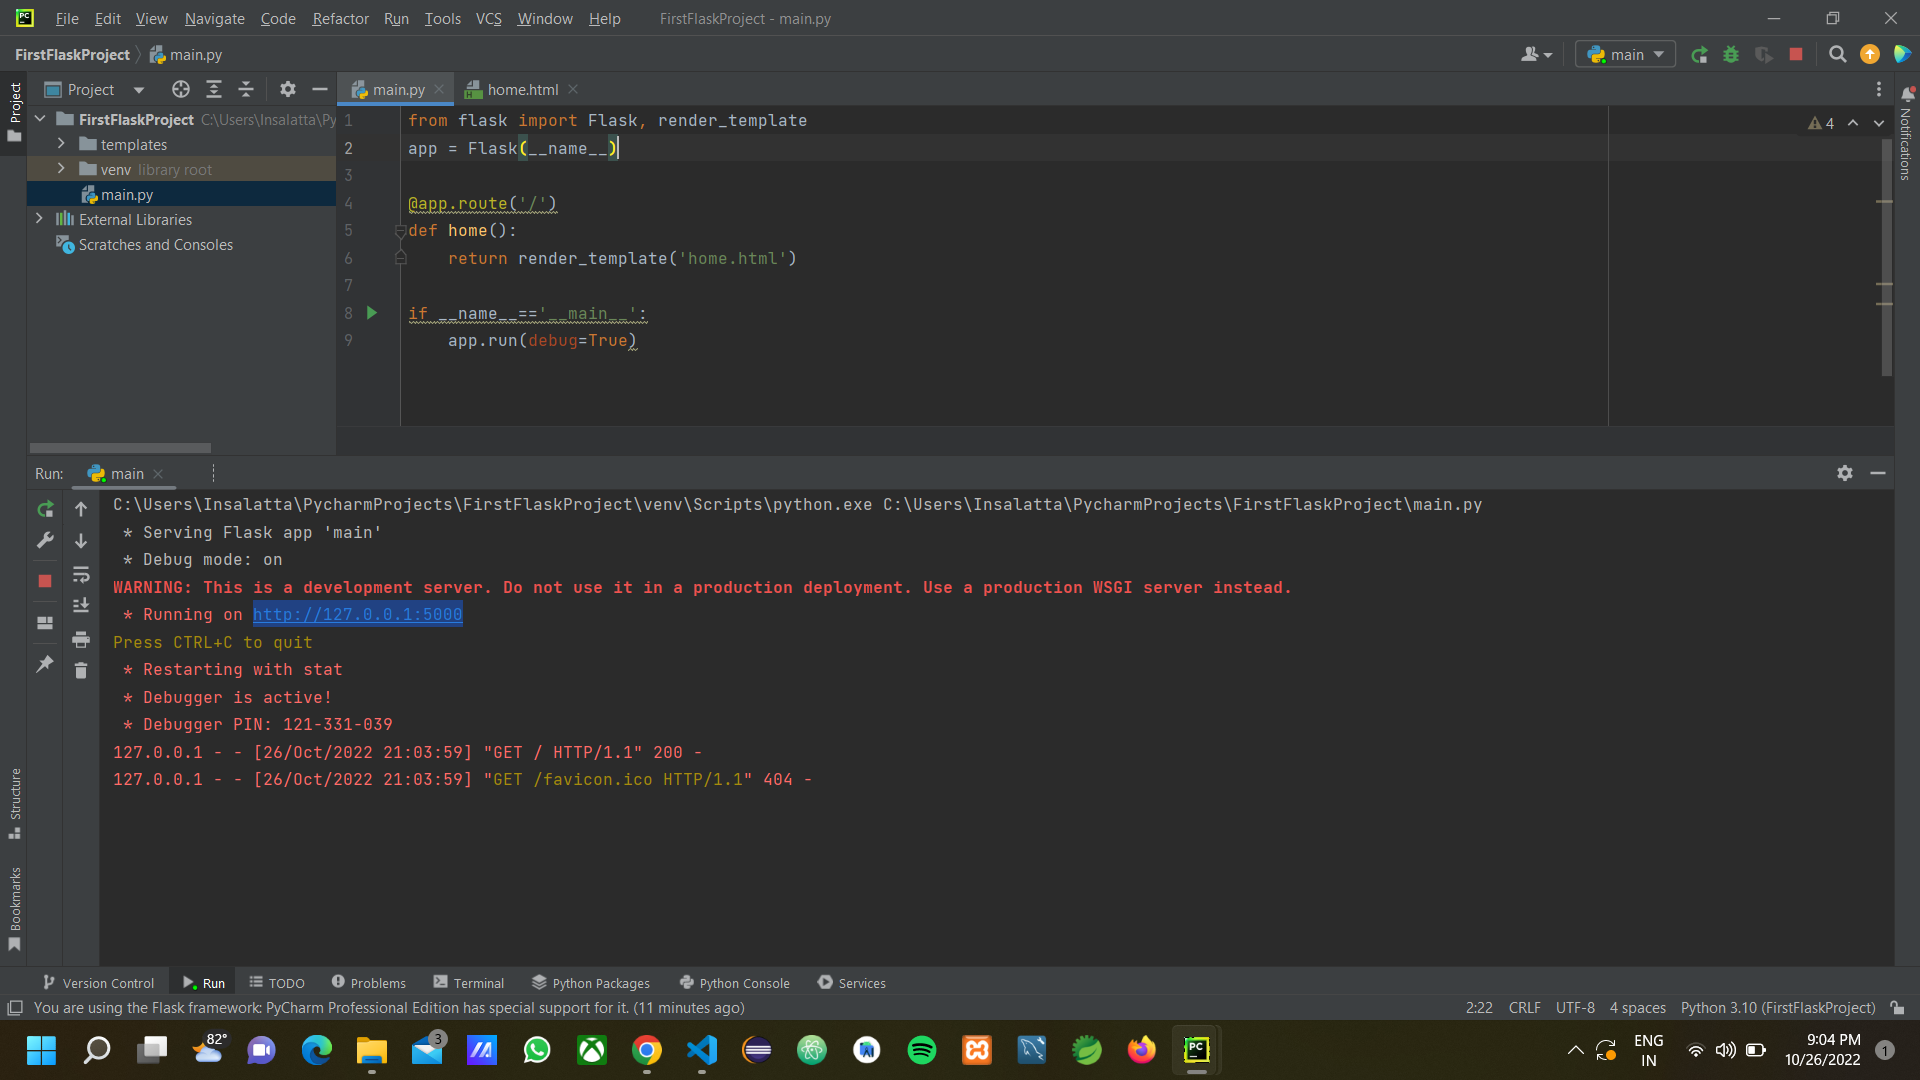 PC
File Edit View Navigate Code Refactor Run Tools VCS Window Help FirstFlaskProject - main.py
FirstFlaskProject main.py
main
Project
Project
main.py
home.html
FirstFlaskProject C:\Users\Insalatta\Py
templates
venv library root
main.py
External Libraries
Scratches and Consoles
1 from flask import Flask, render_template
2 app = Flask(__name__)
3
4 @app.route('/')
5 def home():
6 return render_template('home.html')
7
8 if __name__=='__main__':
9 app.run(debug=True)
4
Notifications
Run: main
C:\Users\Insalatta\PycharmProjects\FirstFlaskProject\venv\Scripts\python.exe C:\Users\Insalatta\PycharmProjects\FirstFlaskProject\main.py
* Serving Flask app 'main'
* Debug mode: on
WARNING: This is a development server. Do not use it in a production deployment. Use a production WSGI server instead.
* Running on http://127.0.0.1:5000
Press CTRL+C to quit
* Restarting with stat
* Debugger is active!
* Debugger PIN: 121-331-039
127.0.0.1 - - [26/Oct/2022 21:03:59] "GET / HTTP/1.1" 200 -
127.0.0.1 - - [26/Oct/2022 21:03:59] "GET /favicon.ico HTTP/1.1" 404 -
Structure
Bookmarks
Version Control Run TODO Problems Terminal Python Packages Python Console Services
You are using the Flask framework: PyCharm Professional Edition has special support for it. (11 minutes ago)
2:22 CRLF UTF-8 4 spaces Python 3.10 (FirstFlaskProject)
82°
3
PC
ENG
IN
9:04 PM
10/26/2022
1